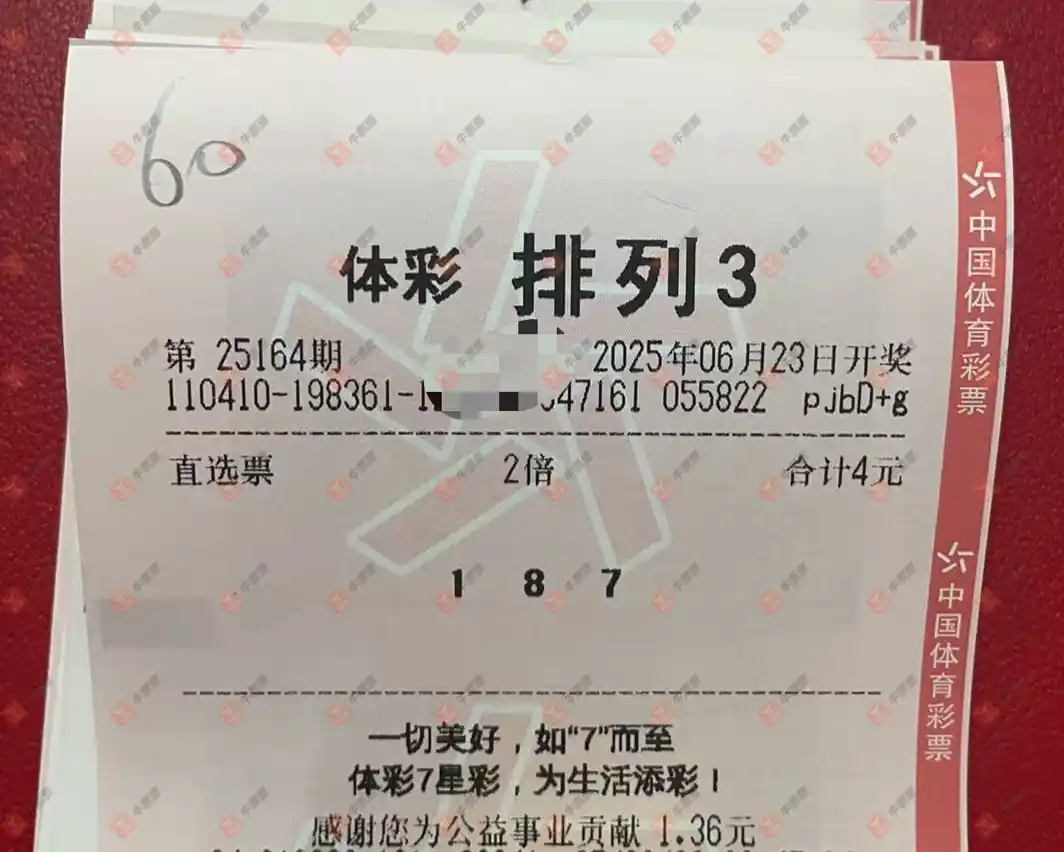 60
体彩 排列3
第 25164期 2025年06月23日开奖
110410-198361-1 47161 055822 pjbD+g
直选票 2倍 合计4元
1 8 7
一切美好，如“7”而至
体彩7星彩，为生活添彩！
感谢您为公益事业贡献 1.36元
中国体育彩票
中国体育彩票